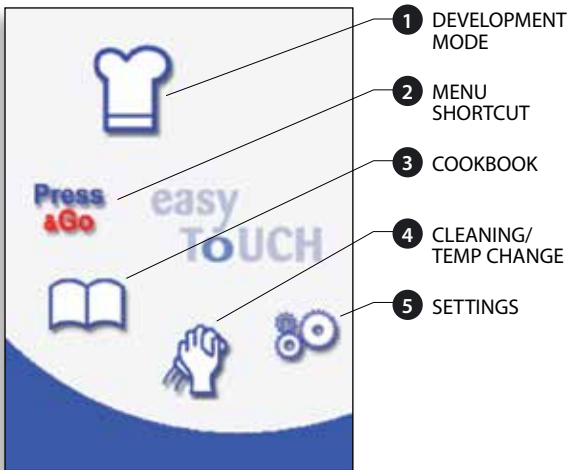 1 DEVELOPMENT
MODE
2 MENU
SHORTCUT
Press
&Go
easy
TOUCH
3 COOKBOOK
4 CLEANING/
TEMP CHANGE
5 SETTINGS